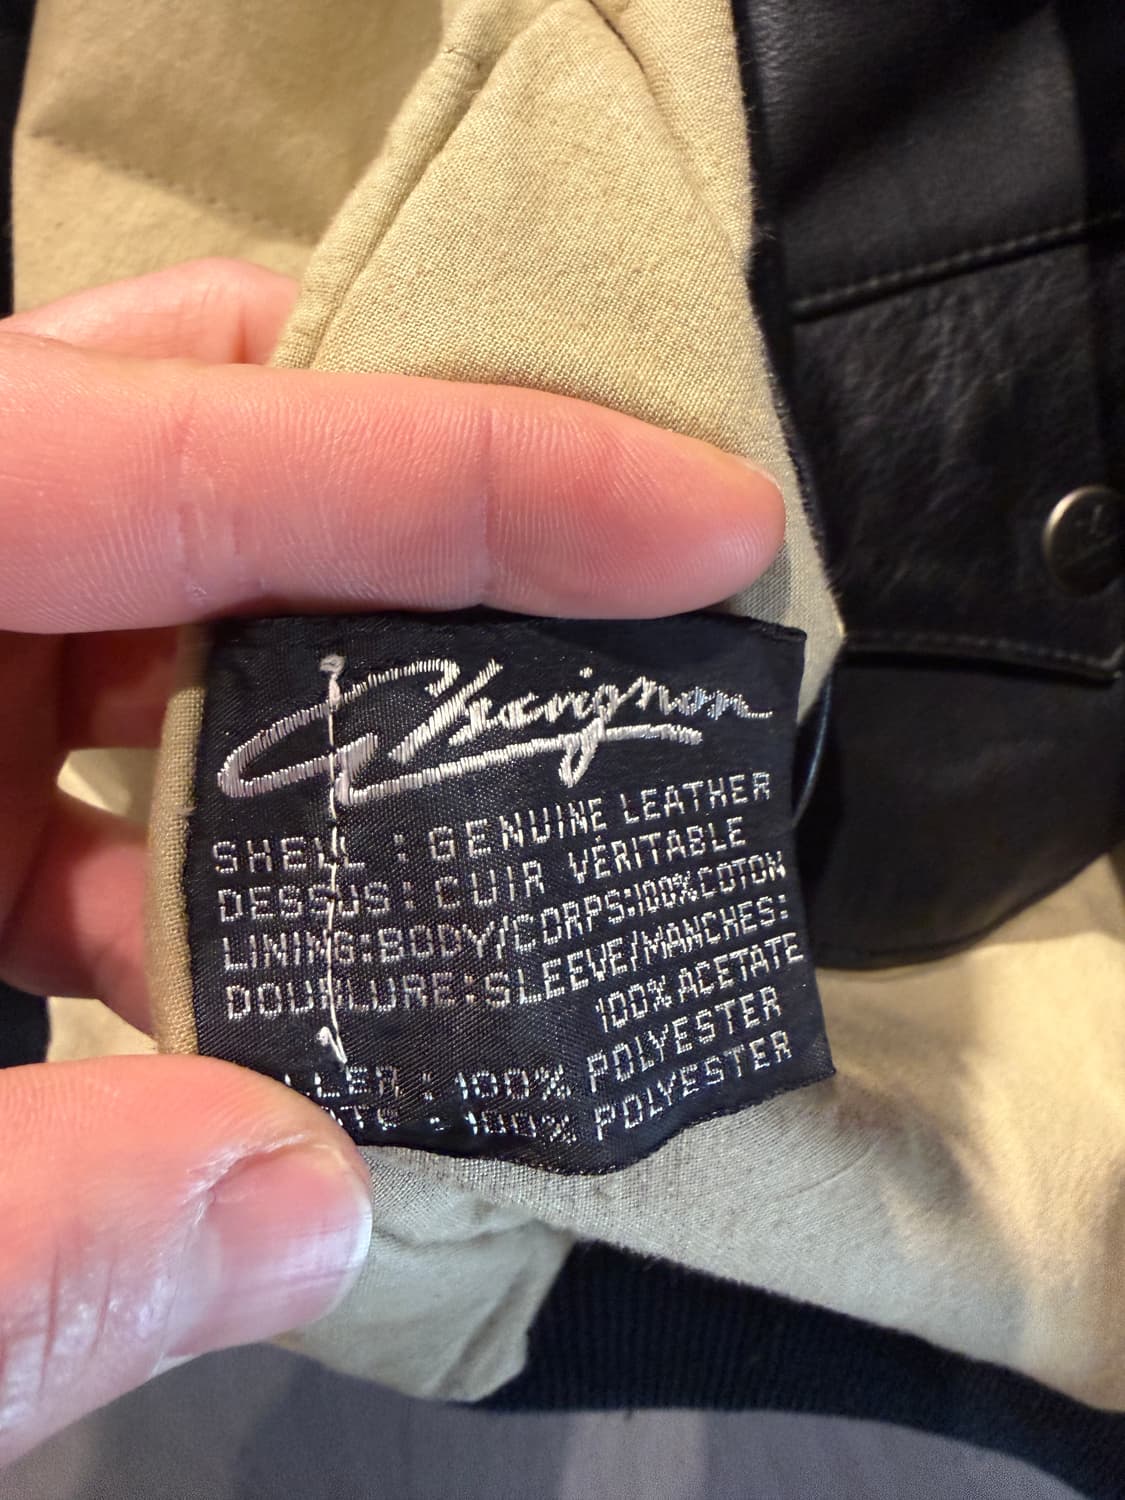 Chevignon
SHELL : GENUINE LEATHER
DESSUS : CUIR VÉRITABLE
LINING:BODY/CORPS:100%COTON
DOUBLURE:SLEEVE/MANCHES:
100% ACETATE
: 100% POLYESTER
: 100% POLYESTER